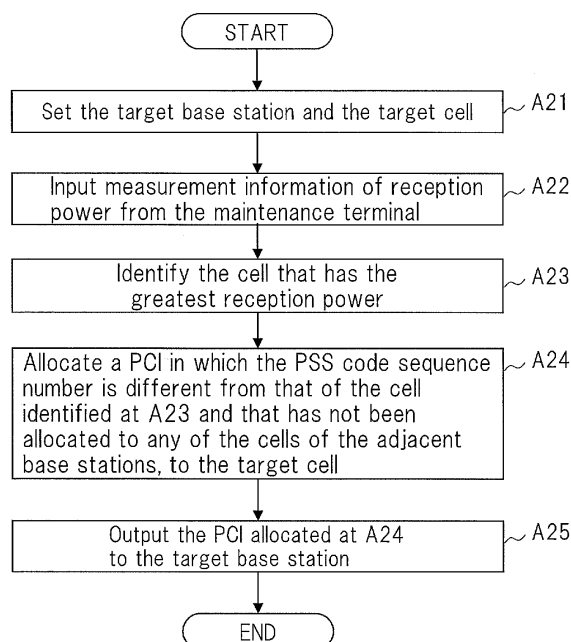 START
Set the target base station and the target cell
A21
Input measurement information of reception
power from the maintenance terminal
A22
Identify the cell that has the
greatest reception power
A23
Allocate a PCI in which the PSS code sequence
number is different from that of the cell
identified at A23 and that has not been
allocated to any of the cells of the adjacent
base stations, to the target cell
A24
Output the PCI allocated at A24
to the target base station
A25
END